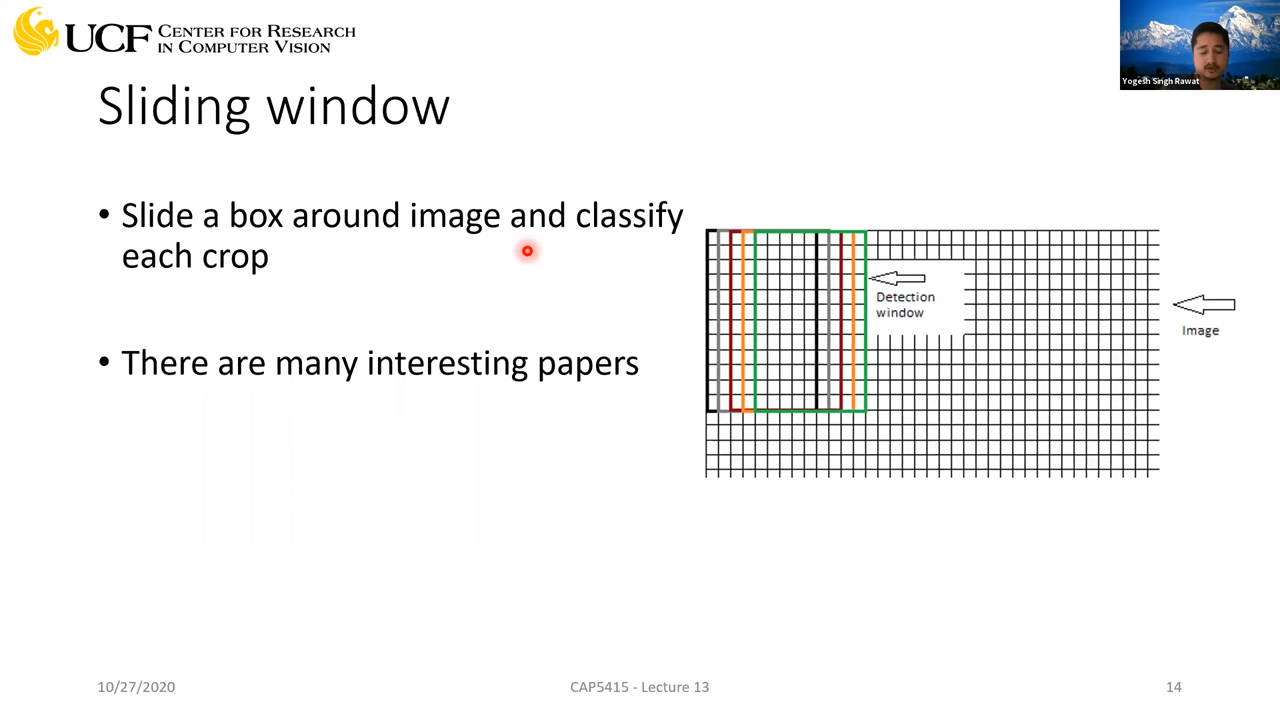 UCF CENTER FOR RESEARCH
IN COMPUTER VISION
Yogesh Singh Rawat
Sliding window
• Slide a box around image and classify
each crop
• There are many interesting papers
Detection
window
Image
10/27/2020
CAP5415 - Lecture 13
14